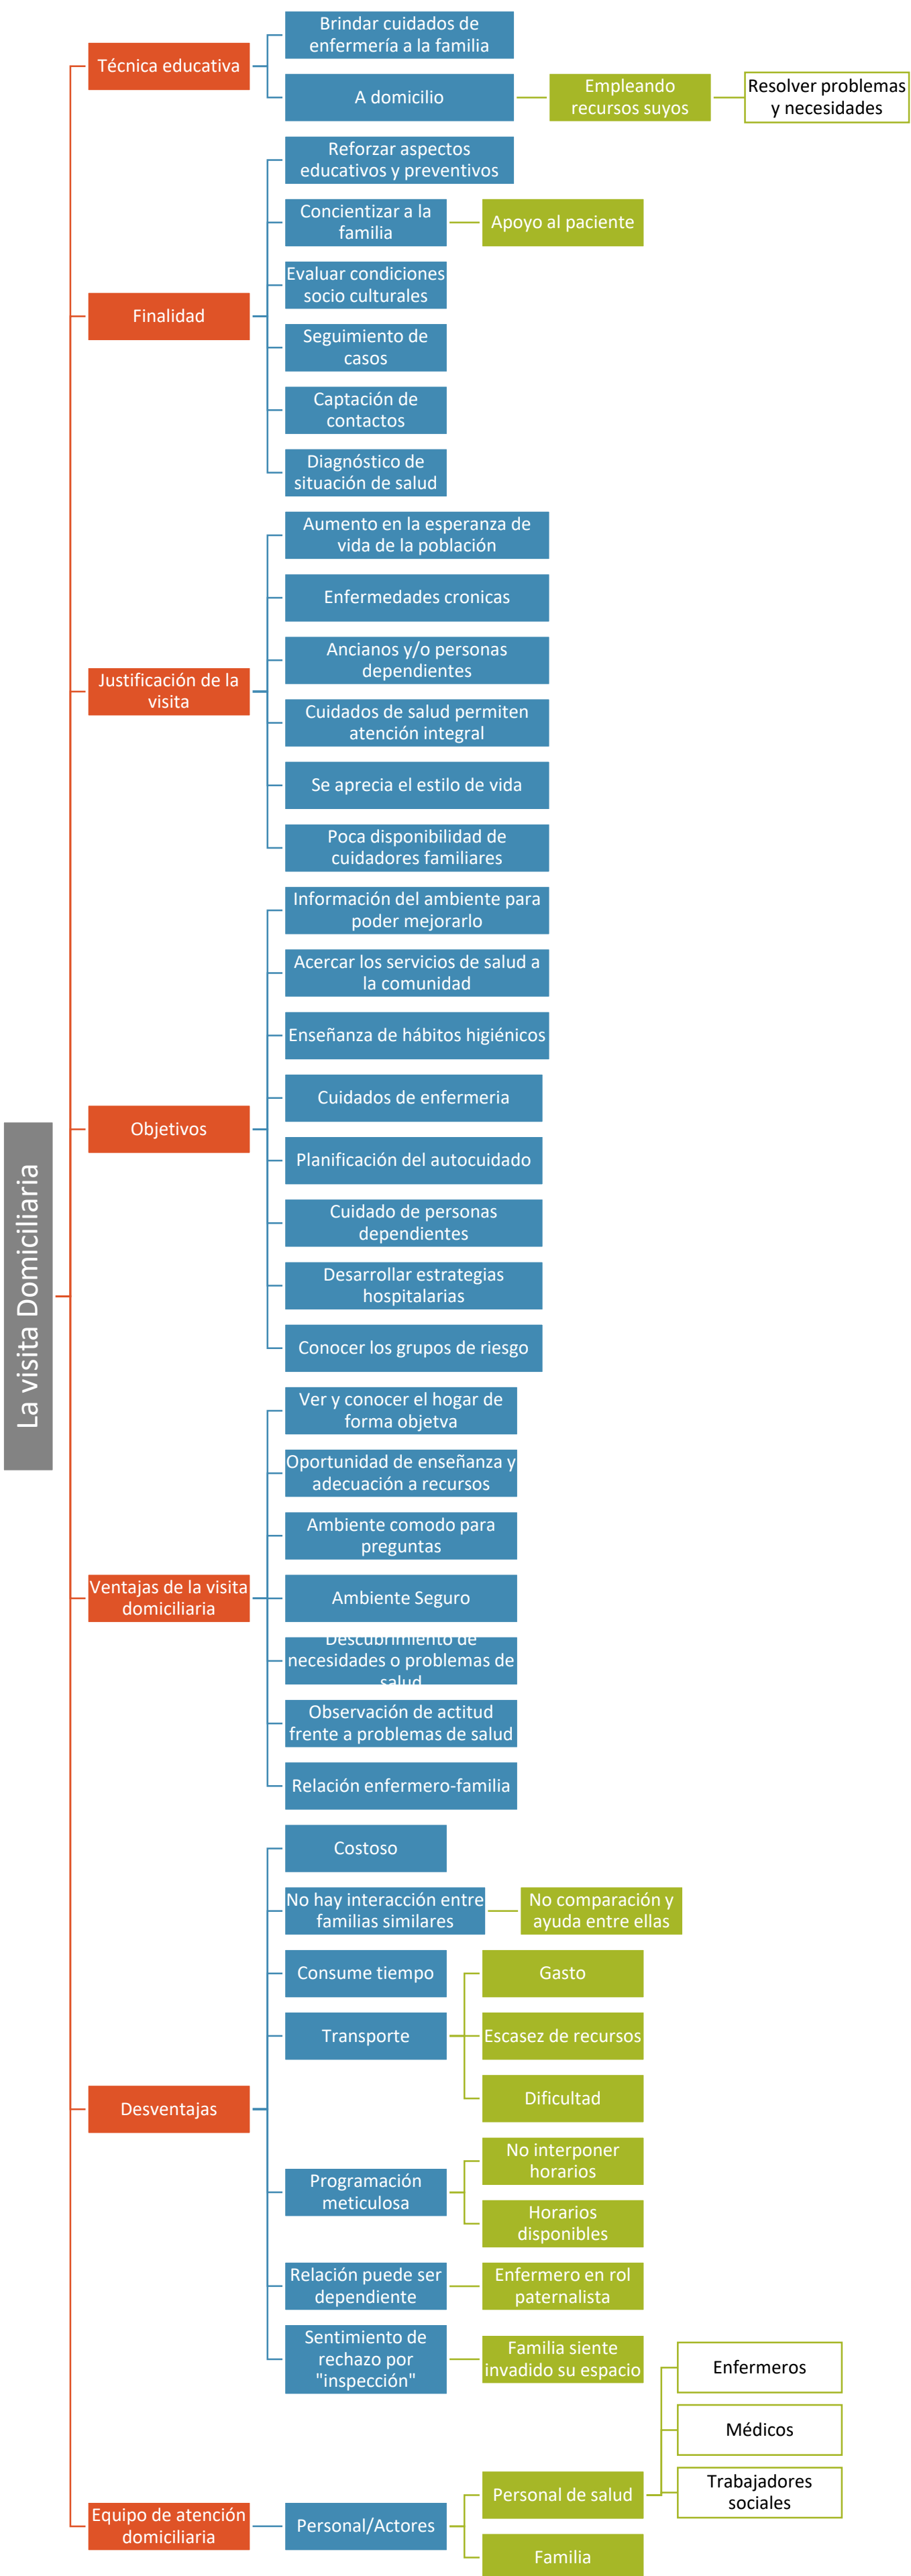 La visita Domiciliaria
Técnica educativa
Brindar cuidados de
enfermería a la familia
A domicilio
Empleando
recursos suyos
Resolver problemas
y necesidades
Finalidad
Reforzar aspectos
educativos y preventivos
Concientizar a la
familia
Apoyo al paciente
Evaluar condiciones
socio culturales
Seguimiento de
casos
Captación de
contactos
Diagnóstico de
situación de salud
Justificación de la
visita
Aumento en la esperanza de
vida de la población
Enfermedades cronicas
Ancianos y/o personas
dependientes
Cuidados de salud permiten
atención integral
Se aprecia el estilo de vida
Poca disponibilidad de
cuidadores familiares
Objetivos
Información del ambiente para
poder mejorarlo
Acercar los servicios de salud a
la comunidad
Enseñanza de hábitos higiénicos
Cuidados de enfermeria
Planificación del autocuidado
Cuidado de personas
dependientes
Desarrollar estrategias
hospitalarias
Conocer los grupos de riesgo
Ventajas de la visita
domiciliaria
Ver y conocer el hogar de
forma objetva
Oportunidad de enseñanza y
adecuación a recursos
Ambiente comodo para
preguntas
Ambiente Seguro
Descubrimiento de
necesidades o problemas de
salud
Observación de actitud
frente a problemas de salud
Relación enfermero-familia
Desventajas
Costoso
No hay interacción entre
familias similares
No comparación y
ayuda entre ellas
Consume tiempo
Transporte
Gasto
Escasez de recursos
Dificultad
Programación
meticulosa
No interponer
horarios
Horarios
disponibles
Relación puede ser
dependiente
Enfermero en rol
paternalista
Sentimiento de
rechazo por
"inspección"
Familia siente
invadido su espacio
Equipo de atención
domiciliaria
Personal/Actores
Personal de salud
Enfermeros
Médicos
Trabajadores
sociales
Familia